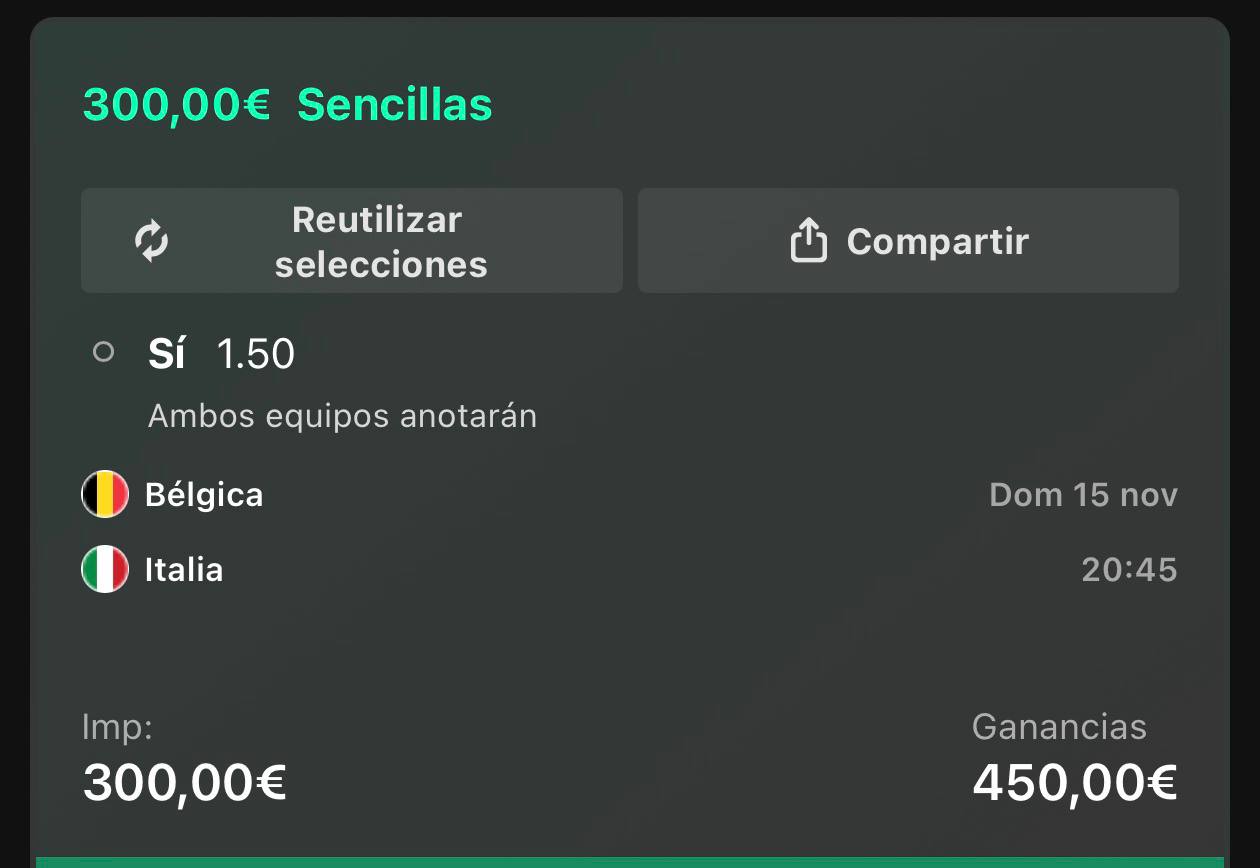 300,00€ Sencillas
Reutilizar
selecciones
Compartir
Sí 1.50
Ambos equipos anotarán
Bélgica
Dom 15 nov
Italia
20:45
Imp:
Ganancias
300,00€
450,00€